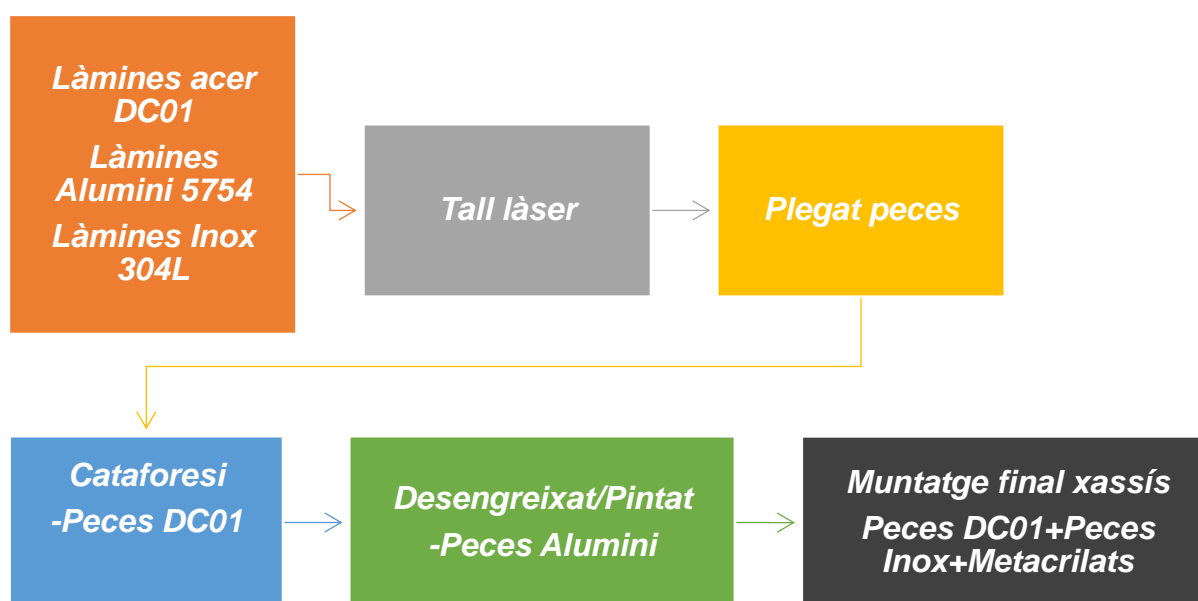 Làmines acer
DC01
Làmines
Alumini 5754
Làmines Inox
304L
Tall làser
Plegat peces
Cataforesi
-Peces DC01
Desengreixat/Pintat
-Peces Alumini
Muntatge final xassís
Peces DC01+Peces
Inox+Metacrilats